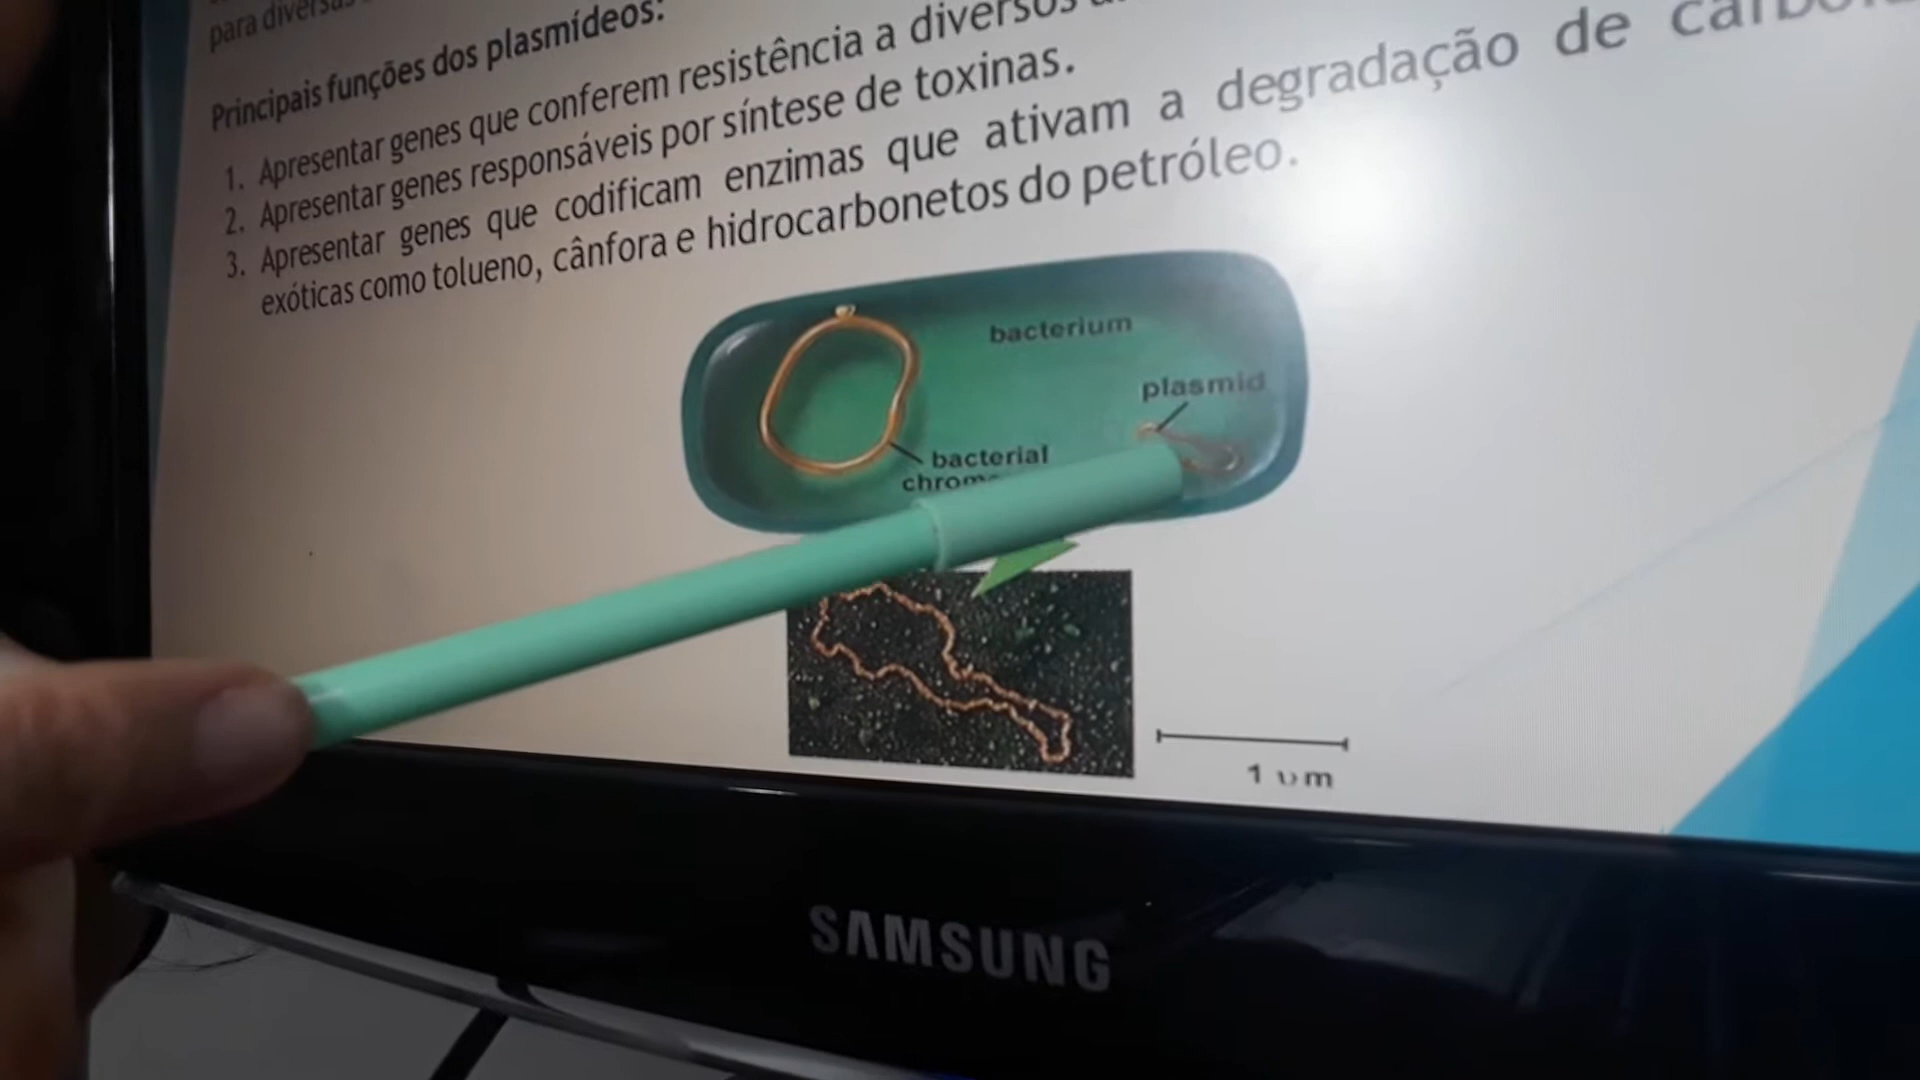 para diversas
Principais funções dos plasmídeos:
1. Apresentar genes que conferem resistência a diversos
2. Apresentar genes responsáveis por síntese de toxinas.
3. Apresentar genes que codificam enzimas que ativam a degradação de
exóticas como tolueno, cânfora e hidrocarbonetos do petróleo.
bacterium
plasmid
bacterial
1 υm
SAMSUNG